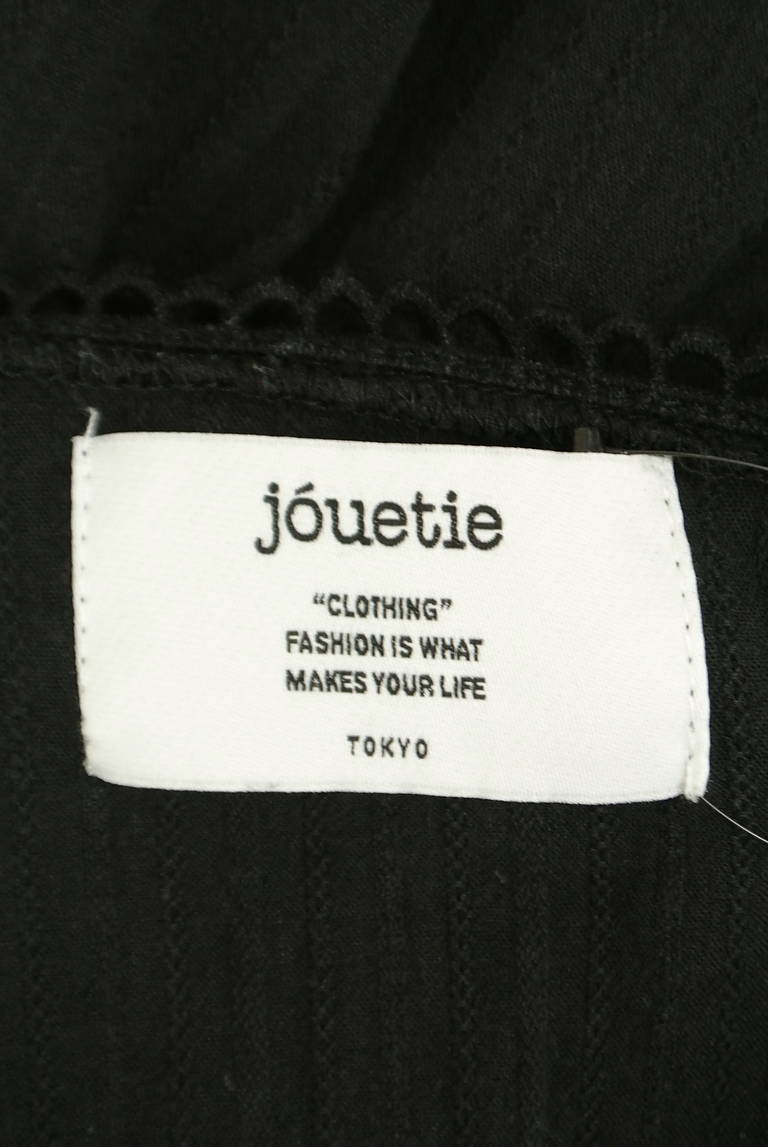 jóuetie
“CLOTHING”
FASHION IS WHAT
MAKES YOUR LIFE
TOKYO